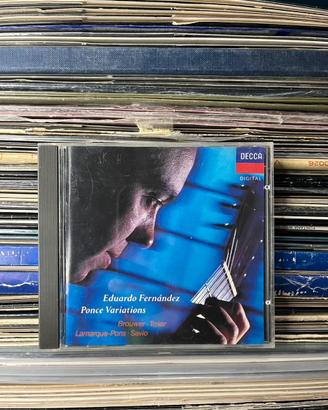 DECCA
DIGITAL
Eduardo Fernández
Ponce Variations
Brouwer · Tosar
Lamarque-Pons · Savio